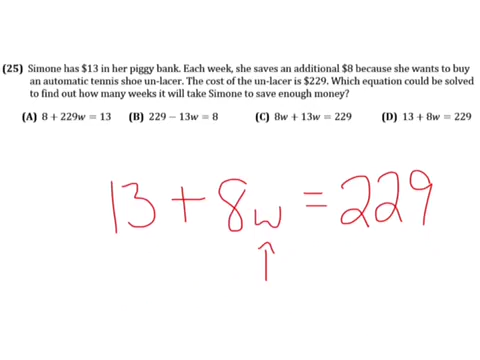 (25) Simone has $13 in her piggy bank. Each week, she saves an additional $8 because she wants to buy
an automatic tennis shoe un-lacer. The cost of the un-lacer is $229. Which equation could be solved
to find out how many weeks it will take Simone to save enough money?
(A) 8 + 229w = 13 (B) 229 − 13w = 8 (C) 8w + 13w = 229 (D) 13 + 8w = 229
13 + 8w = 229
↑